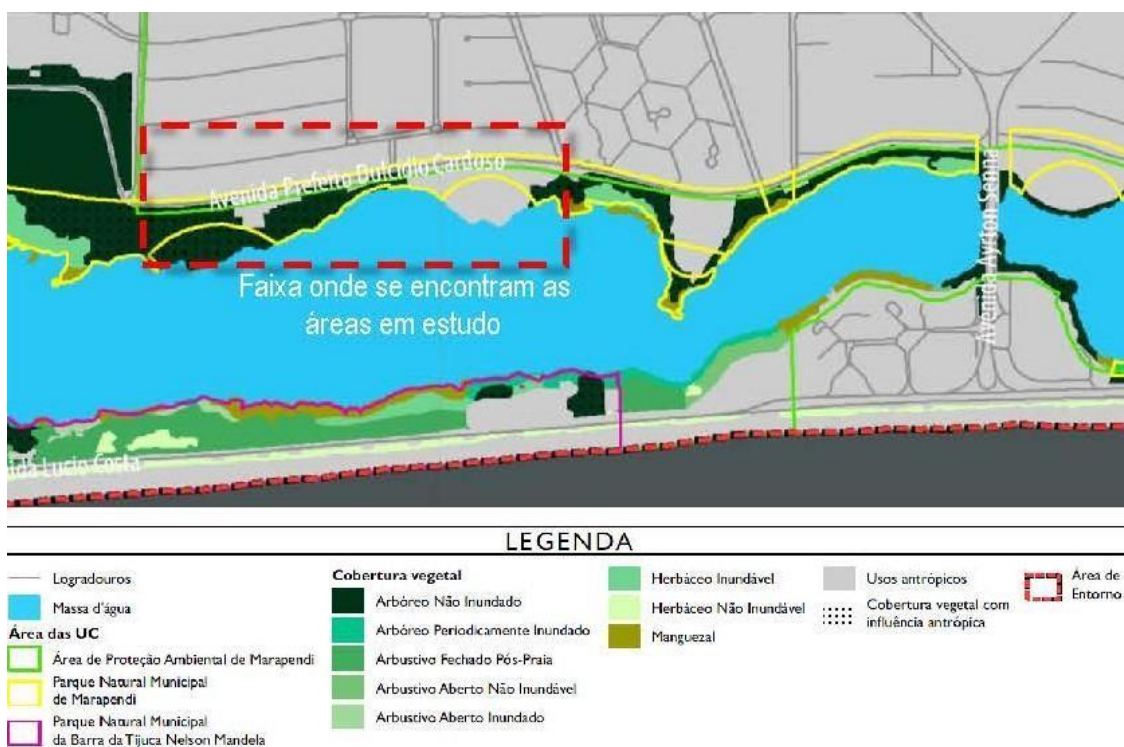 Avenida Prefeito Dulcidio Cardoso
Avenida Ayrton Senna
Faixa onde se encontram as
áreas em estudo
ida Lucio Costa
LEGENDA
Logradouros
Massa d'água
Área das UC
Área de Proteção Ambiental de Marapendi
Parque Natural Municipal
de Marapendi
Parque Natural Municipal
da Barra da Tijuca Nelson Mandela
Cobertura vegetal
Arbóreo Não Inundado
Arbóreo Periodicamente Inundado
Arbustivo Fechado Pós-Praia
Arbustivo Aberto Não Inundável
Arbustivo Aberto Inundado
Herbáceo Inundável
Herbáceo Não Inundável
Manguezal
Usos antrópicos
Cobertura vegetal com
influência antrópica
Área de
Entorno